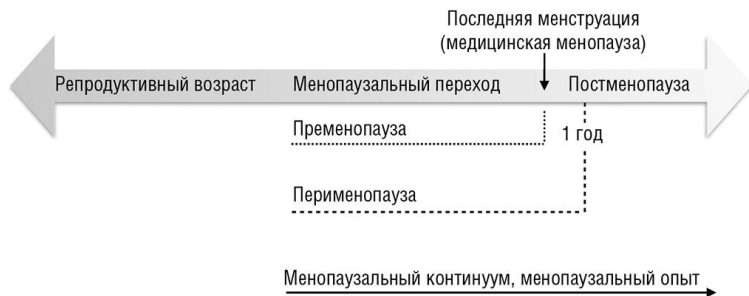 Последняя менструация
(медицинская менопауза)
Репродуктивный возраст
Менопаузальный переход
Постменопауза
Пременопауза
1 год
Перименопауза
Менопаузальный континуум, менопаузальный опыт